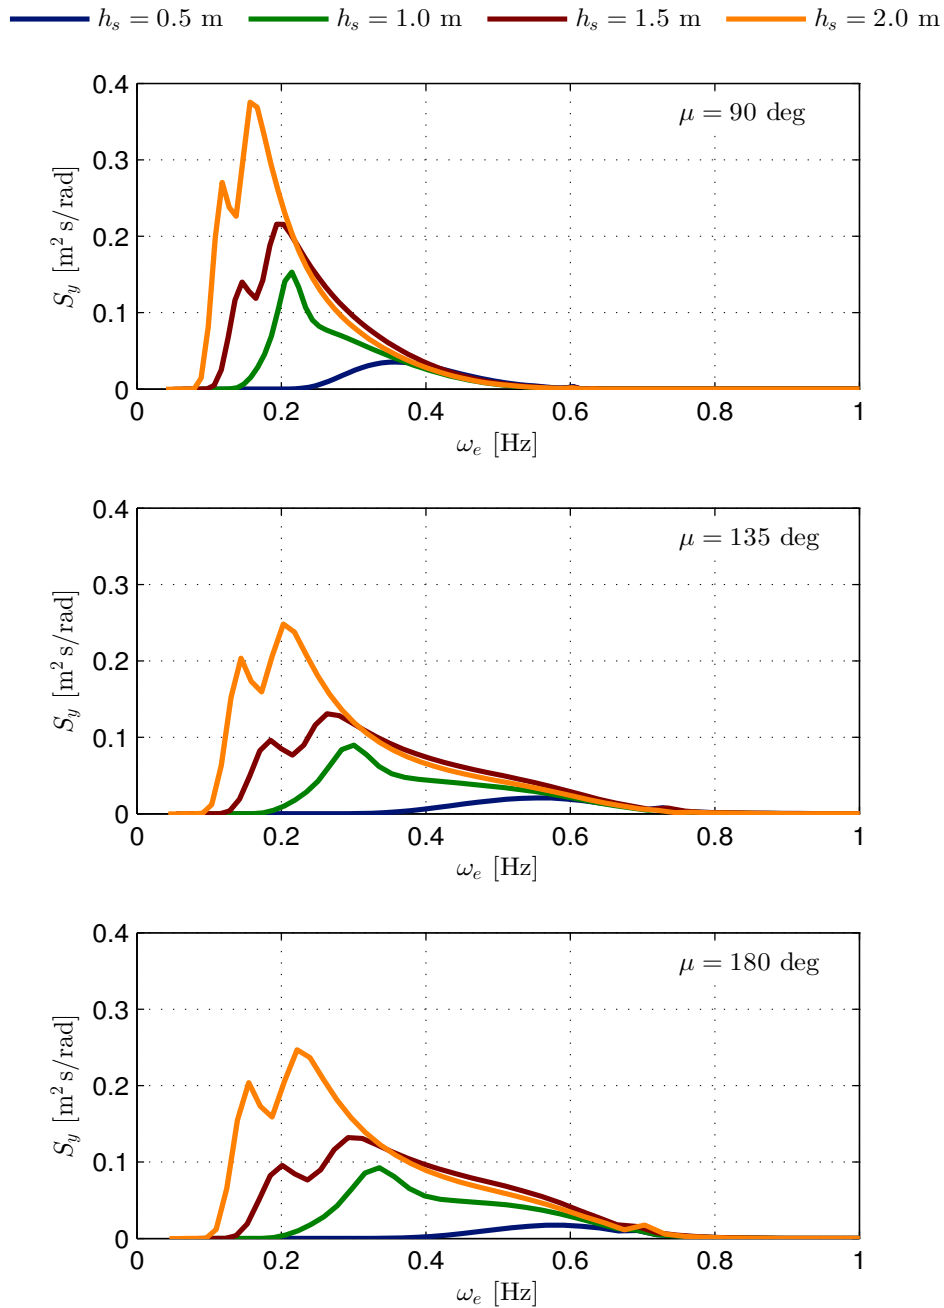 h_s = 0.5 m h_s = 1.0 m h_s = 1.5 m h_s = 2.0 m
0.4
μ = 90 deg
0.3
0.2
0.1
0
S_y [m² s/rad]
0 0.2 0.4 0.6 0.8 1
ω_e [Hz]
0.4
μ = 135 deg
0.3
0.2
0.1
0
S_y [m² s/rad]
0 0.2 0.4 0.6 0.8 1
ω_e [Hz]
0.4
μ = 180 deg
0.3
0.2
0.1
0
S_y [m² s/rad]
0 0.2 0.4 0.6 0.8 1
ω_e [Hz]